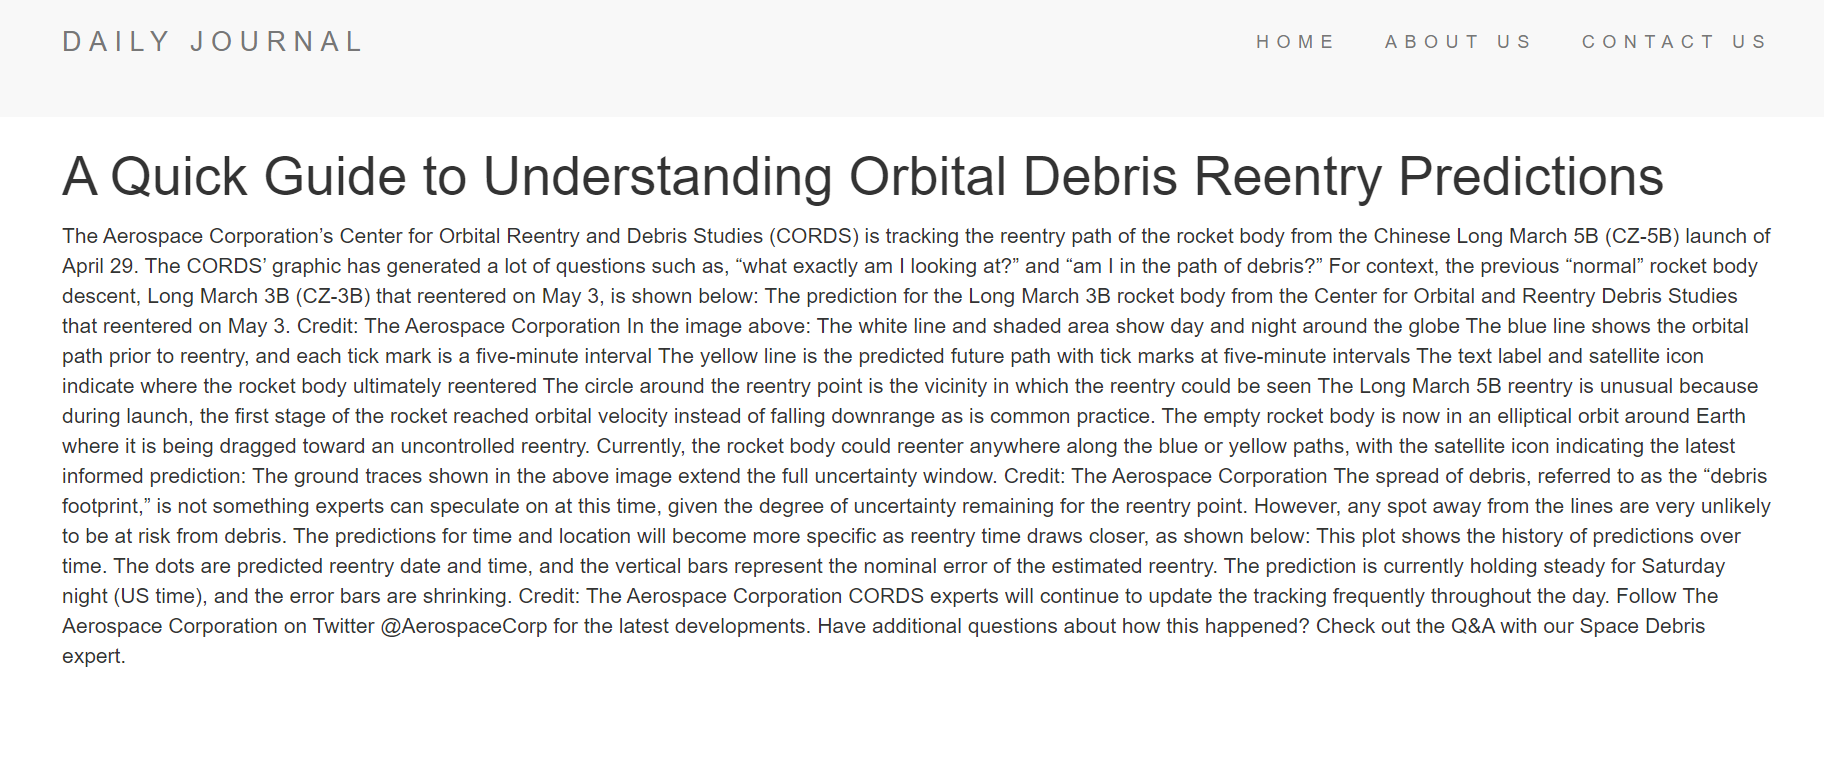 DAILY JOURNAL
HOME ABOUT US CONTACT US
A Quick Guide to Understanding Orbital Debris Reentry Predictions
The Aerospace Corporation’s Center for Orbital Reentry and Debris Studies (CORDS) is tracking the reentry path of the rocket body from the Chinese Long March 5B (CZ-5B) launch of
April 29. The CORDS’ graphic has generated a lot of questions such as, “what exactly am I looking at?” and “am I in the path of debris?” For context, the previous “normal” rocket body
descent, Long March 3B (CZ-3B) that reentered on May 3, is shown below: The prediction for the Long March 3B rocket body from the Center for Orbital and Reentry Debris Studies
that reentered on May 3. Credit: The Aerospace Corporation In the image above: The white line and shaded area show day and night around the globe The blue line shows the orbital
path prior to reentry, and each tick mark is a five-minute interval The yellow line is the predicted future path with tick marks at five-minute intervals The text label and satellite icon
indicate where the rocket body ultimately reentered The circle around the reentry point is the vicinity in which the reentry could be seen The Long March 5B reentry is unusual because
during launch, the first stage of the rocket reached orbital velocity instead of falling downrange as is common practice. The empty rocket body is now in an elliptical orbit around Earth
where it is being dragged toward an uncontrolled reentry. Currently, the rocket body could reenter anywhere along the blue or yellow paths, with the satellite icon indicating the latest
informed prediction: The ground traces shown in the above image extend the full uncertainty window. Credit: The Aerospace Corporation The spread of debris, referred to as the “debris
footprint,” is not something experts can speculate on at this time, given the degree of uncertainty remaining for the reentry point. However, any spot away from the lines are very unlikely
to be at risk from debris. The predictions for time and location will become more specific as reentry time draws closer, as shown below: This plot shows the history of predictions over
time. The dots are predicted reentry date and time, and the vertical bars represent the nominal error of the estimated reentry. The prediction is currently holding steady for Saturday
night (US time), and the error bars are shrinking. Credit: The Aerospace Corporation CORDS experts will continue to update the tracking frequently throughout the day. Follow The
Aerospace Corporation on Twitter @AerospaceCorp for the latest developments. Have additional questions about how this happened? Check out the Q&A with our Space Debris
expert.